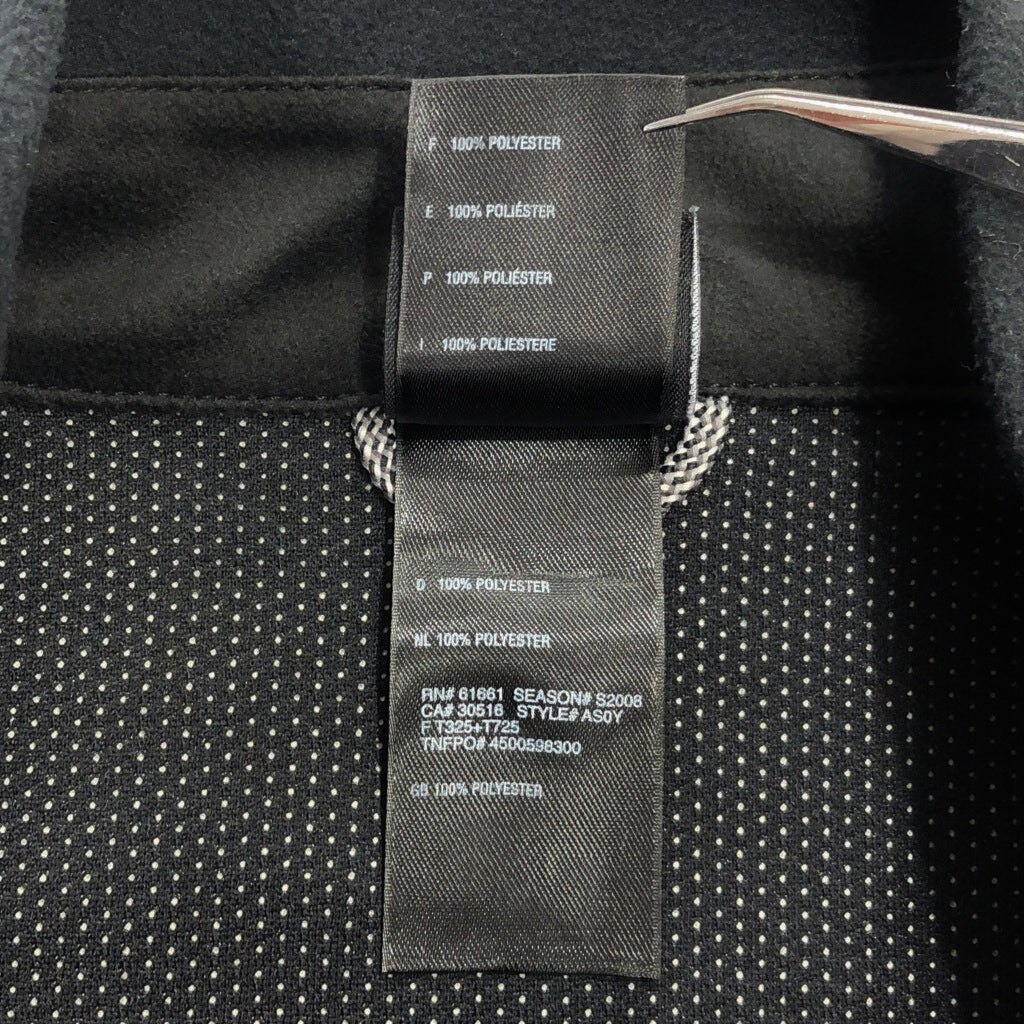 F 100% POLYESTER
E 100% POLIÉSTER
P 100% POLIÉSTER
I 100% POLIESTERE
D 100% POLYESTER
NL 100% POLYESTER
RN# 61661 SEASON# S2008
CA# 30516 STYLE# AS0Y
F T325+T725
TNFPO# 4500598300
GB 100% POLYESTER